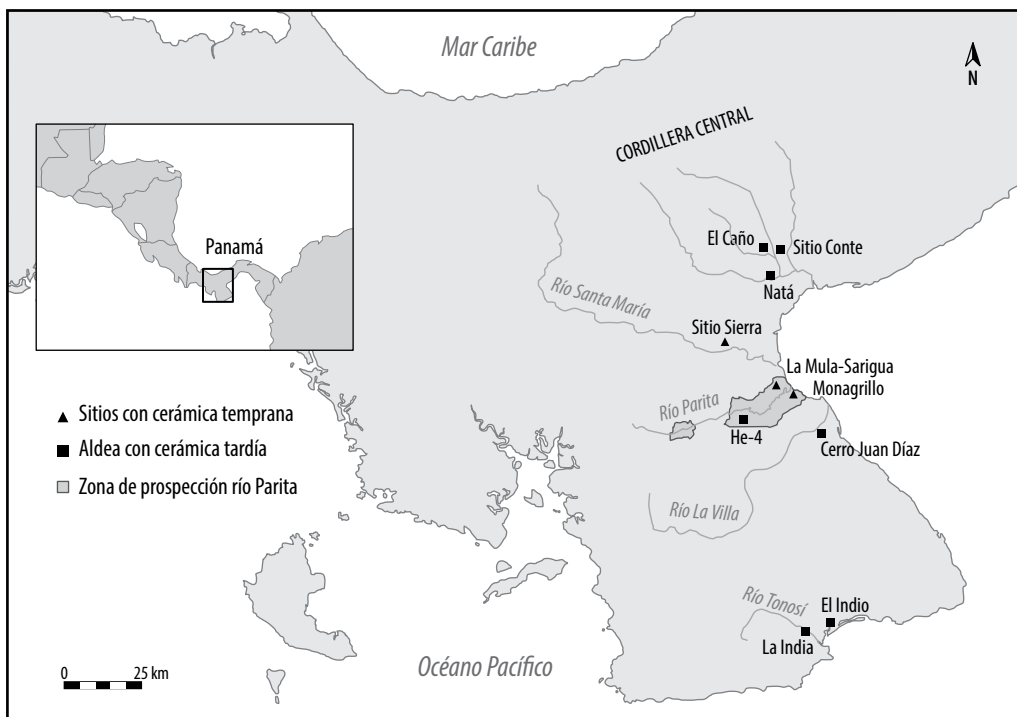 Mar Caribe
N
CORDILLERA CENTRAL
Panamá
El Caño
Sitio Conte
Natá
Río Santa María
Sitio Sierra
La Mula-Sarigua
Monagrillo
Río Parita
He-4
Cerro Juan Díaz
Sitios con cerámica temprana
Aldea con cerámica tardía
Zona de prospección río Parita
Río La Villa
Río Tonosí
El Indio
La India
Océano Pacífico
0 25 km